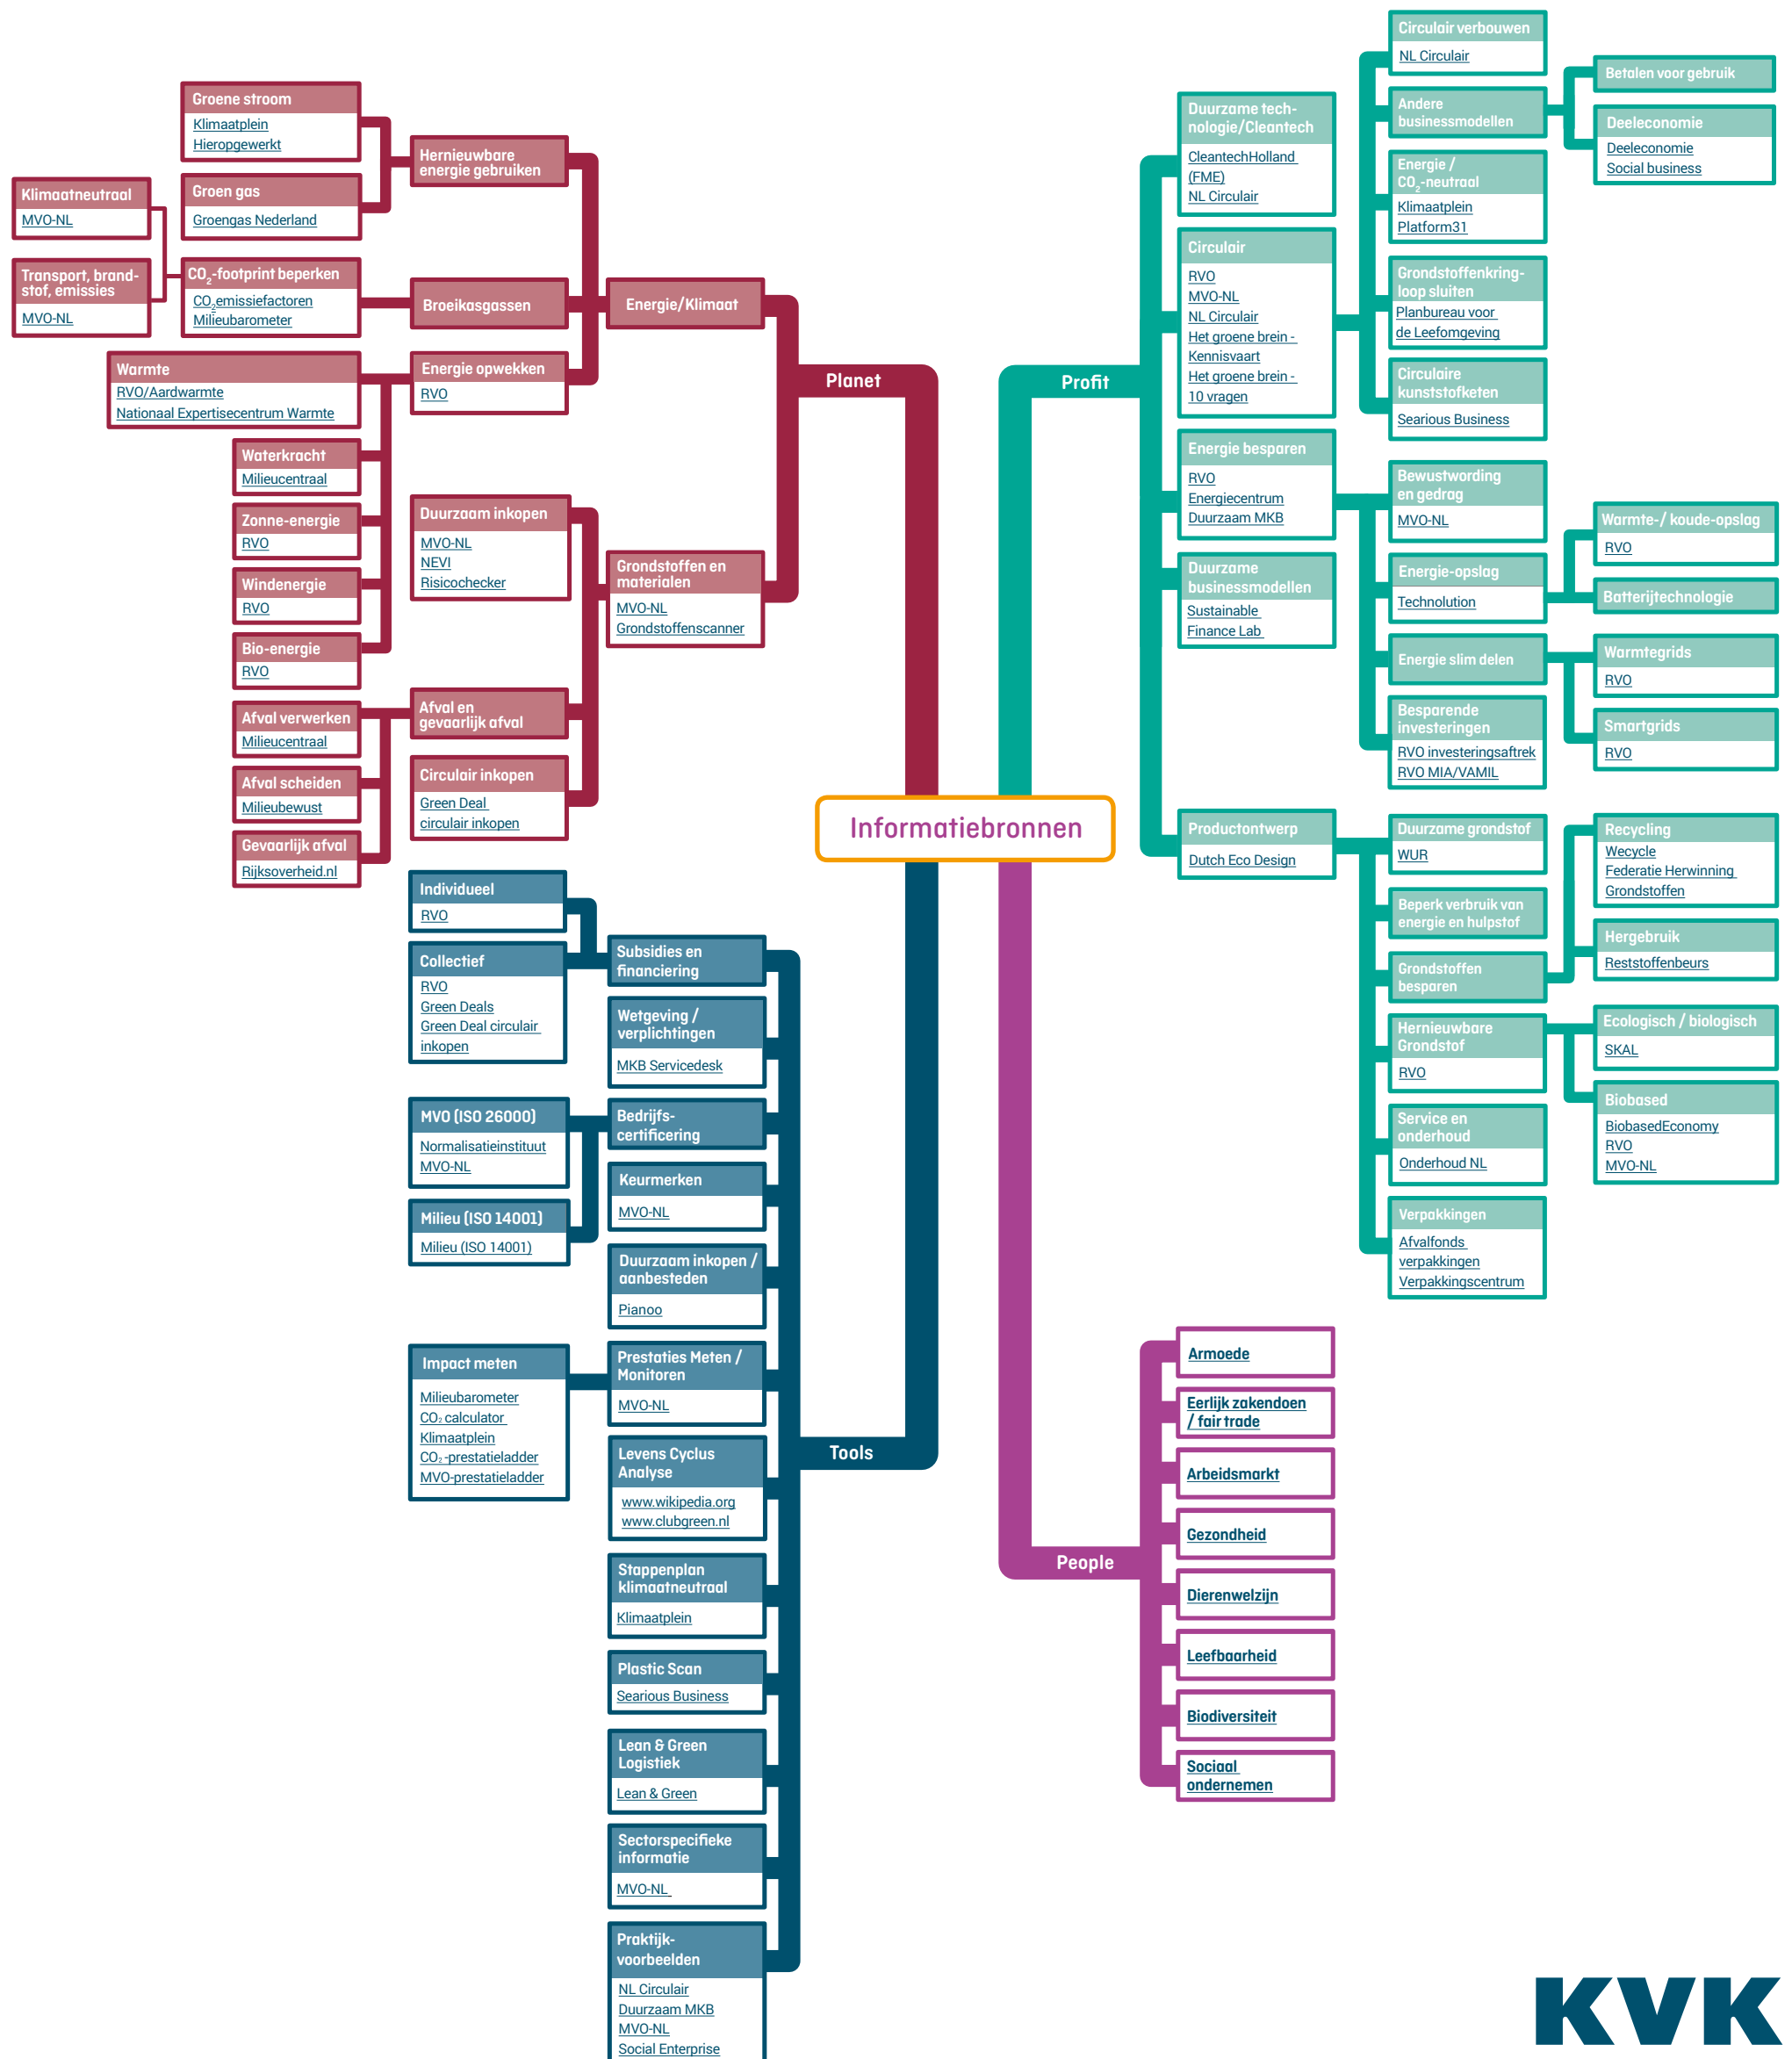 Groene stroom
Klimaatplein
Hieropgewerkt
Groen gas
Groengas Nederland
Hernieuwbare
energie gebruiken
Klimaatneutraal
MVO-NL
Transport, brand-
stof, emissies
MVO-NL
CO₂-footprint beperken
CO₂emissiefactoren
Milieubarometer
Broeikasgassen
Energie/Klimaat
Warmte
RVO/Aardwarmte
Nationaal Expertisecentrum Warmte
Energie opwekken
RVO
Waterkracht
Milieucentraal
Zonne-energie
RVO
Windenergie
RVO
Bio-energie
RVO
Planet
Duurzaam inkopen
MVO-NL
NEVI
Risicochecker
Grondstoffen en
materialen
MVO-NL
Grondstoffenscanner
Afval en
gevaarlijk afval
Afval verwerken
Milieucentraal
Afval scheiden
Milieubewust
Gevaarlijk afval
Rijksoverheid.nl
Circulair inkopen
Green Deal
circulair inkopen
Informatiebronnen
Profit
Duurzame tech-
nologie/Cleantech
CleantechHolland
(FME)
NL Circulair
Circulair
RVO
MVO-NL
NL Circulair
Het groene brein -
Kennisvaart
Het groene brein -
10 vragen
Circulair verbouwen
NL Circulair
Andere
businessmodellen
Betalen voor gebruik
Deeleconomie
Deeleconomie
Social business
Energie /
CO₂-neutraal
Klimaatplein
Platform31
Grondstoffenkring-
loop sluiten
Planbureau voor
de Leefomgeving
Circulaire
kunststofketen
Searious Business
Energie besparen
RVO
Energiecentrum
Duurzaam MKB
Bewustwording
en gedrag
MVO-NL
Energie-opslag
Technolution
Warmte-/ koude-opslag
RVO
Batterijtechnologie
Energie slim delen
Warmtegrids
RVO
Smartgrids
RVO
Besparende
investeringen
RVO investeringsaftrek
RVO MIA/VAMIL
Duurzame
businessmodellen
Sustainable
Finance Lab
Productontwerp
Dutch Eco Design
Duurzame grondstof
WUR
Beperk verbruik van
energie en hulpstof
Grondstoffen
besparen
Recycling
Wecycle
Federatie Herwinning
Grondstoffen
Hergebruik
Reststoffenbeurs
Hernieuwbare
Grondstof
RVO
Ecologisch / biologisch
SKAL
Biobased
BiobasedEconomy
RVO
MVO-NL
Service en
onderhoud
Onderhoud NL
Verpakkingen
Afvalfonds
verpakkingen
Verpakkingscentrum
Individueel
RVO
Collectief
RVO
Green Deals
Green Deal circulair
inkopen
Subsidies en
financiering
Wetgeving /
verplichtingen
MKB Servicedesk
MVO (ISO 26000)
Normalisatieinstituut
MVO-NL
Milieu (ISO 14001)
Milieu (ISO 14001)
Bedrijfs-
certificering
Keurmerken
MVO-NL
Duurzaam inkopen /
aanbesteden
Pianoo
Impact meten
Milieubarometer
CO₂ calculator
Klimaatplein
CO₂ -prestatieladder
MVO-prestatieladder
Prestaties Meten /
Monitoren
MVO-NL
Levens Cyclus
Analyse
www.wikipedia.org
www.clubgreen.nl
Tools
Stappenplan
klimaatneutraal
Klimaatplein
Plastic Scan
Searious Business
Lean & Green
Logistiek
Lean & Green
Sectorspecifieke
informatie
MVO-NL
Praktijk-
voorbeelden
NL Circulair
Duurzaam MKB
MVO-NL
Social Enterprise
People
Armoede
Eerlijk zakendoen
/ fair trade
Arbeidsmarkt
Gezondheid
Dierenwelzijn
Leefbaarheid
Biodiversiteit
Sociaal
ondernemen
KVK